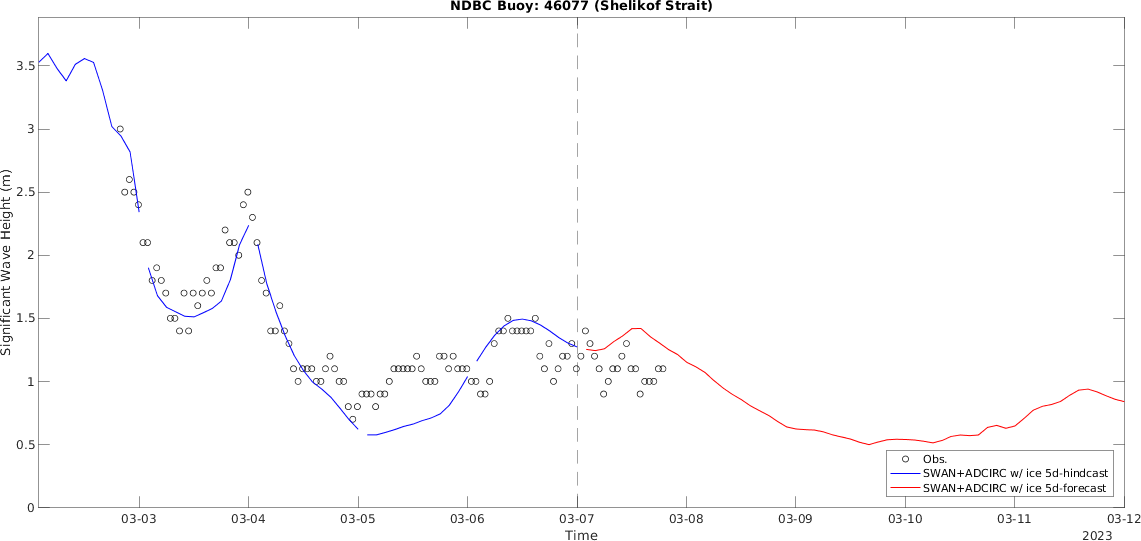 NDBC Buoy: 46077 (Shelikof Strait)
Significant Wave Height (m)
3.5
3
2.5
2
1.5
1
0.5
0
Obs.
SWAN+ADCIRC w/ ice 5d-hindcast
SWAN+ADCIRC w/ ice 5d-forecast
03-03 03-04 03-05 03-06 03-07 03-08 03-09 03-10 03-11 03-12
Time
2023